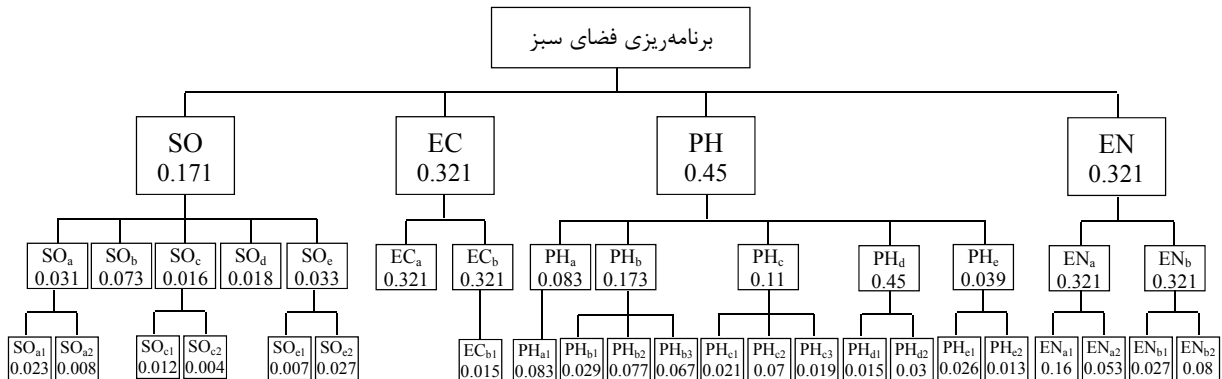 برنامه‌ریزی فضای سبز
SO
0.171
EC
0.321
PH
0.45
EN
0.321
SOa
0.031
SOb
0.073
SOc
0.016
SOd
0.018
SOe
0.033
ECa
0.321
ECb
0.321
PHa
0.083
PHb
0.173
PHc
0.11
PHd
0.45
PHe
0.039
ENa
0.321
ENb
0.321
SOa1
0.023
SOa2
0.008
SOc1
0.012
SOc2
0.004
SOe1
0.007
SOe2
0.027
ECb1
0.015
PHa1
0.083
PHb1
0.029
PHb2
0.077
PHb3
0.067
PHc1
0.021
PHc2
0.07
PHc3
0.019
PHd1
0.015
PHd2
0.03
PHe1
0.026
PHe2
0.013
ENa1
0.16
ENa2
0.053
ENb1
0.027
ENb2
0.08